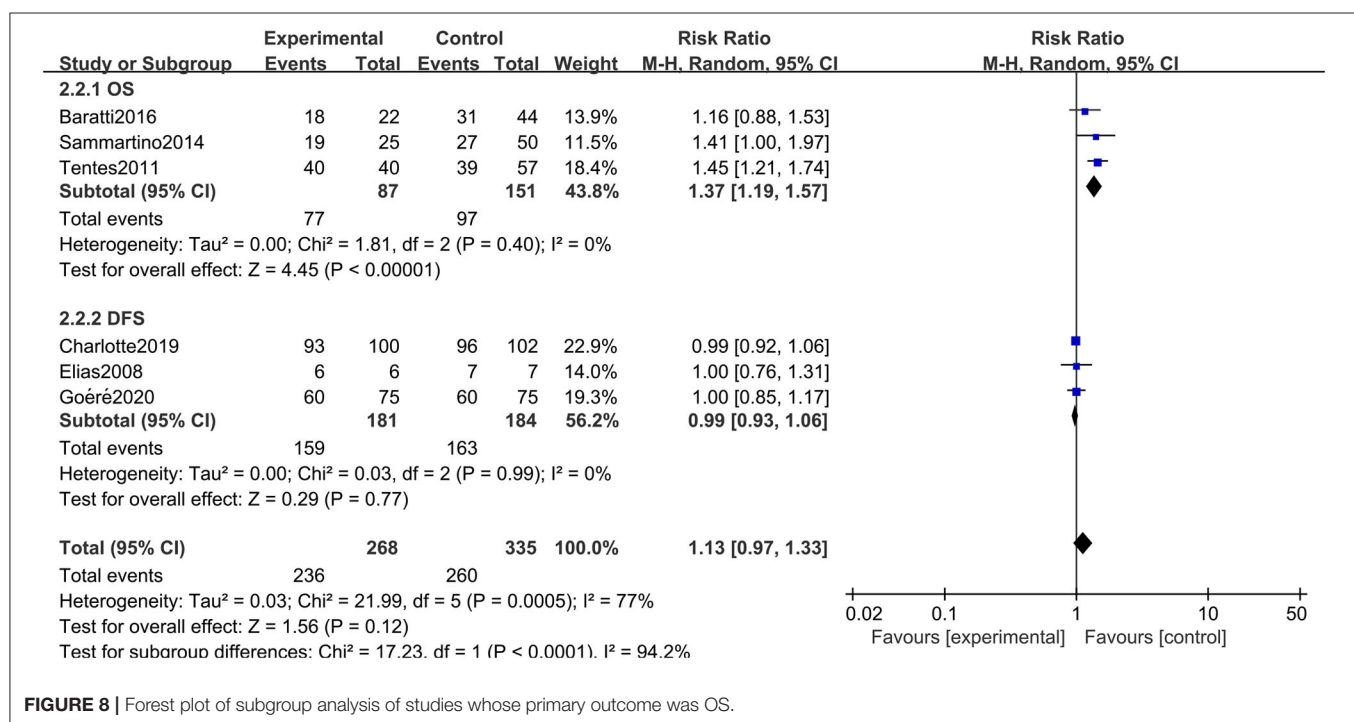 Experimental Control Risk Ratio Risk Ratio
Study or Subgroup Events Total Events Total Weight M-H, Random, 95% CI M-H, Random, 95% CI
2.2.1 OS
Baratti2016 18 22 31 44 13.9% 1.16 [0.88, 1.53]
Sammartino2014 19 25 27 50 11.5% 1.41 [1.00, 1.97]
Tentes2011 40 40 39 57 18.4% 1.45 [1.21, 1.74]
Subtotal (95% CI) 87 151 43.8% 1.37 [1.19, 1.57]
Total events 77 97
Heterogeneity: Tau² = 0.00; Chi² = 1.81, df = 2 (P = 0.40); I² = 0%
Test for overall effect: Z = 4.45 (P < 0.00001)
2.2.2 DFS
Charlotte2019 93 100 96 102 22.9% 0.99 [0.92, 1.06]
Elias2008 6 6 7 7 14.0% 1.00 [0.76, 1.31]
Goéré2020 60 75 60 75 19.3% 1.00 [0.85, 1.17]
Subtotal (95% CI) 181 184 56.2% 0.99 [0.93, 1.06]
Total events 159 163
Heterogeneity: Tau² = 0.00; Chi² = 0.03, df = 2 (P = 0.99); I² = 0%
Test for overall effect: Z = 0.29 (P = 0.77)
Total (95% CI) 268 335 100.0% 1.13 [0.97, 1.33]
Total events 236 260
Heterogeneity: Tau² = 0.03; Chi² = 21.99, df = 5 (P = 0.0005); I² = 77%
Test for overall effect: Z = 1.56 (P = 0.12)
Test for subgroup differences: Chi² = 17.23, df = 1 (P < 0.0001), I² = 94.2%
0.02 0.1 1 10 50
Favours [experimental] Favours [control]
FIGURE 8 | Forest plot of subgroup analysis of studies whose primary outcome was OS.